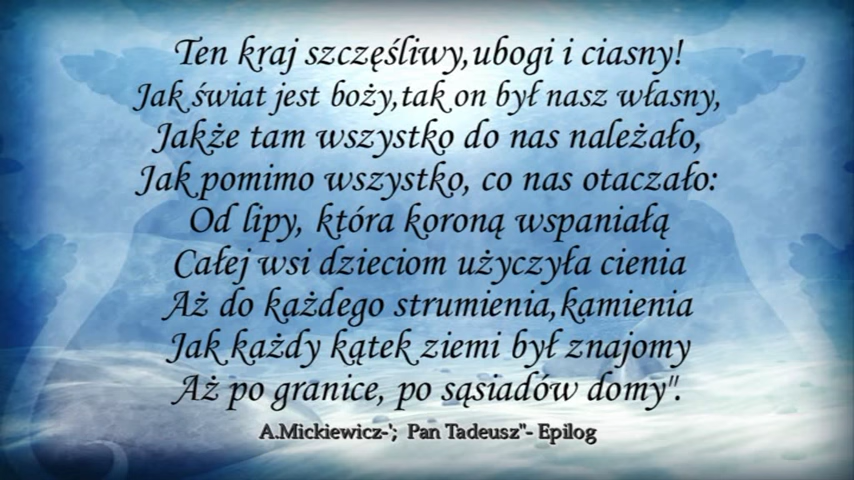 Ten kraj szczęśliwy,ubogi i ciasny!
Jak świat jest boży,tak on był nasz własny,
Jakże tam wszystko do nas należało,
Jak pomimo wszystko, co nas otaczało:
Od lipy, która koroną wspaniałą
Całej wsi dzieciom użyczyła cienia
Aż do każdego strumienia,kamienia
Jak każdy kątek ziemi był znajomy
Aż po granice, po sąsiadów domy".
A.Mickiewicz-'; Pan Tadeusz"- Epilog